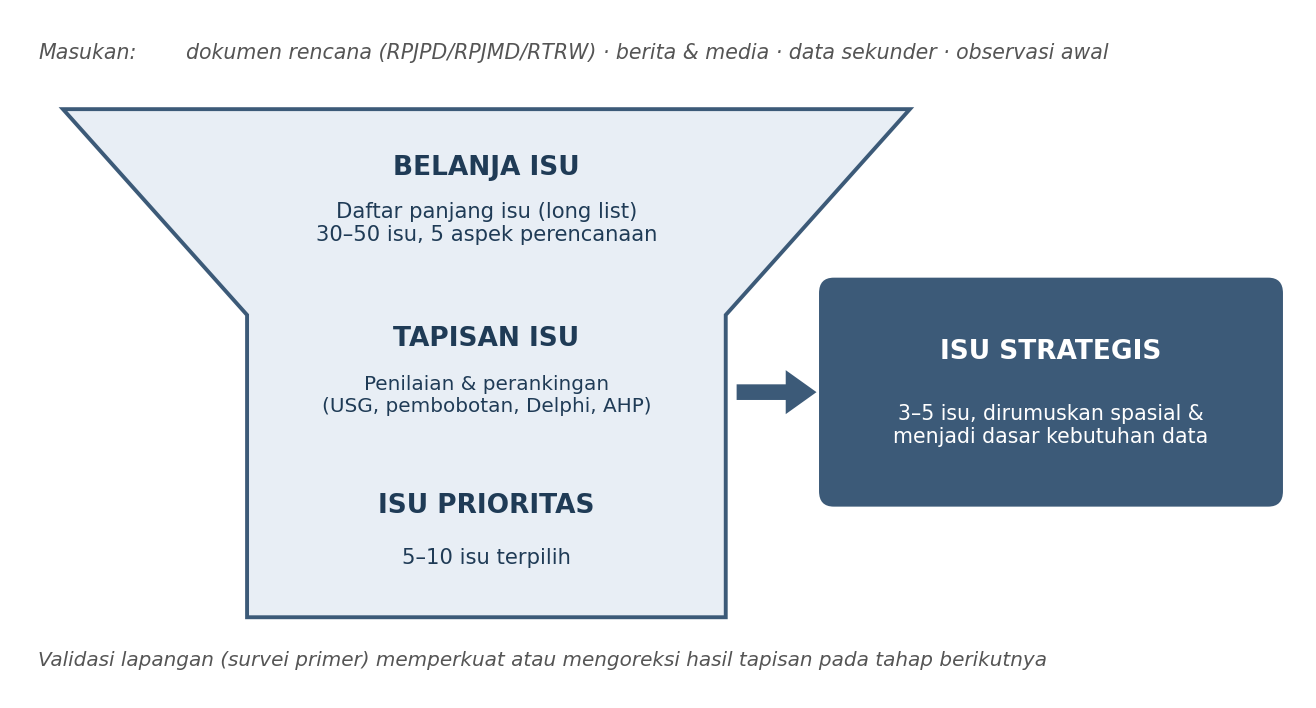 Masukan: dokumen rencana (RPJPD/RPJMD/RTRW) · berita & media · data sekunder · observasi awal
BELANJA ISU
Daftar panjang isu (long list)
30–50 isu, 5 aspek perencanaan
TAPISAN ISU
Penilaian & perankingan
(USG, pembobotan, Delphi, AHP)
ISU PRIORITAS
5–10 isu terpilih
ISU STRATEGIS
3–5 isu, dirumuskan spasial &
menjadi dasar kebutuhan data
Validasi lapangan (survei primer) memperkuat atau mengoreksi hasil tapisan pada tahap berikutnya